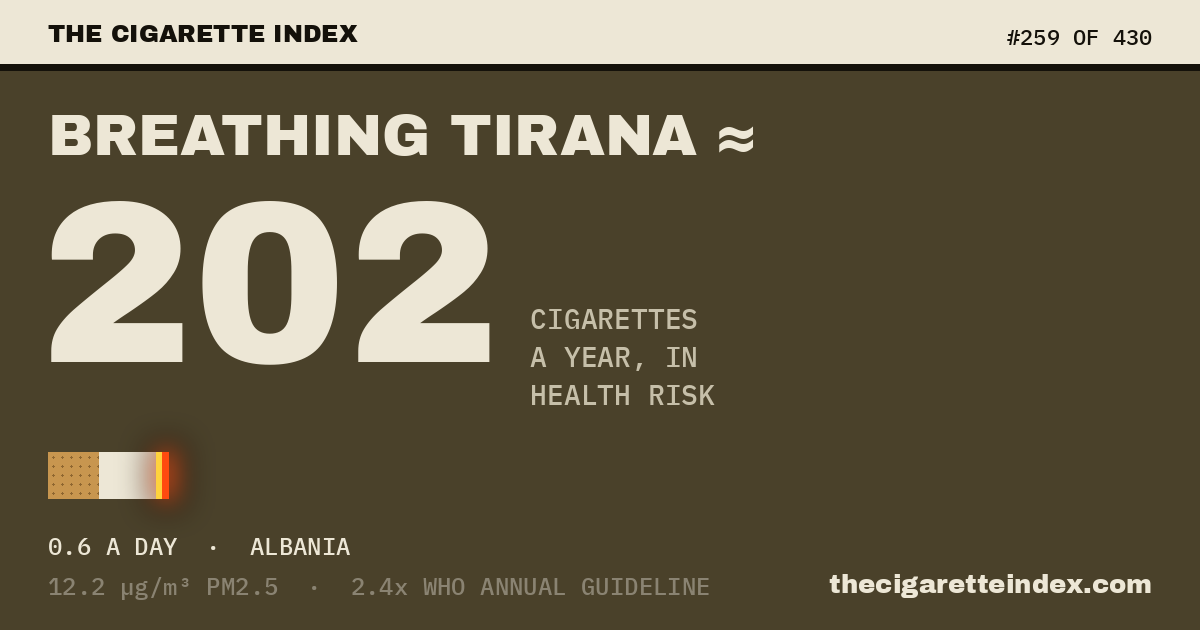 THE CIGARETTE INDEX
#259 OF 430
BREATHING TIRANA ≈
202
CIGARETTES
A YEAR, IN
HEALTH RISK
0.6 A DAY · ALBANIA
12.2 µg/m³ PM2.5 · 2.4x WHO ANNUAL GUIDELINE
thecigaretteindex.com